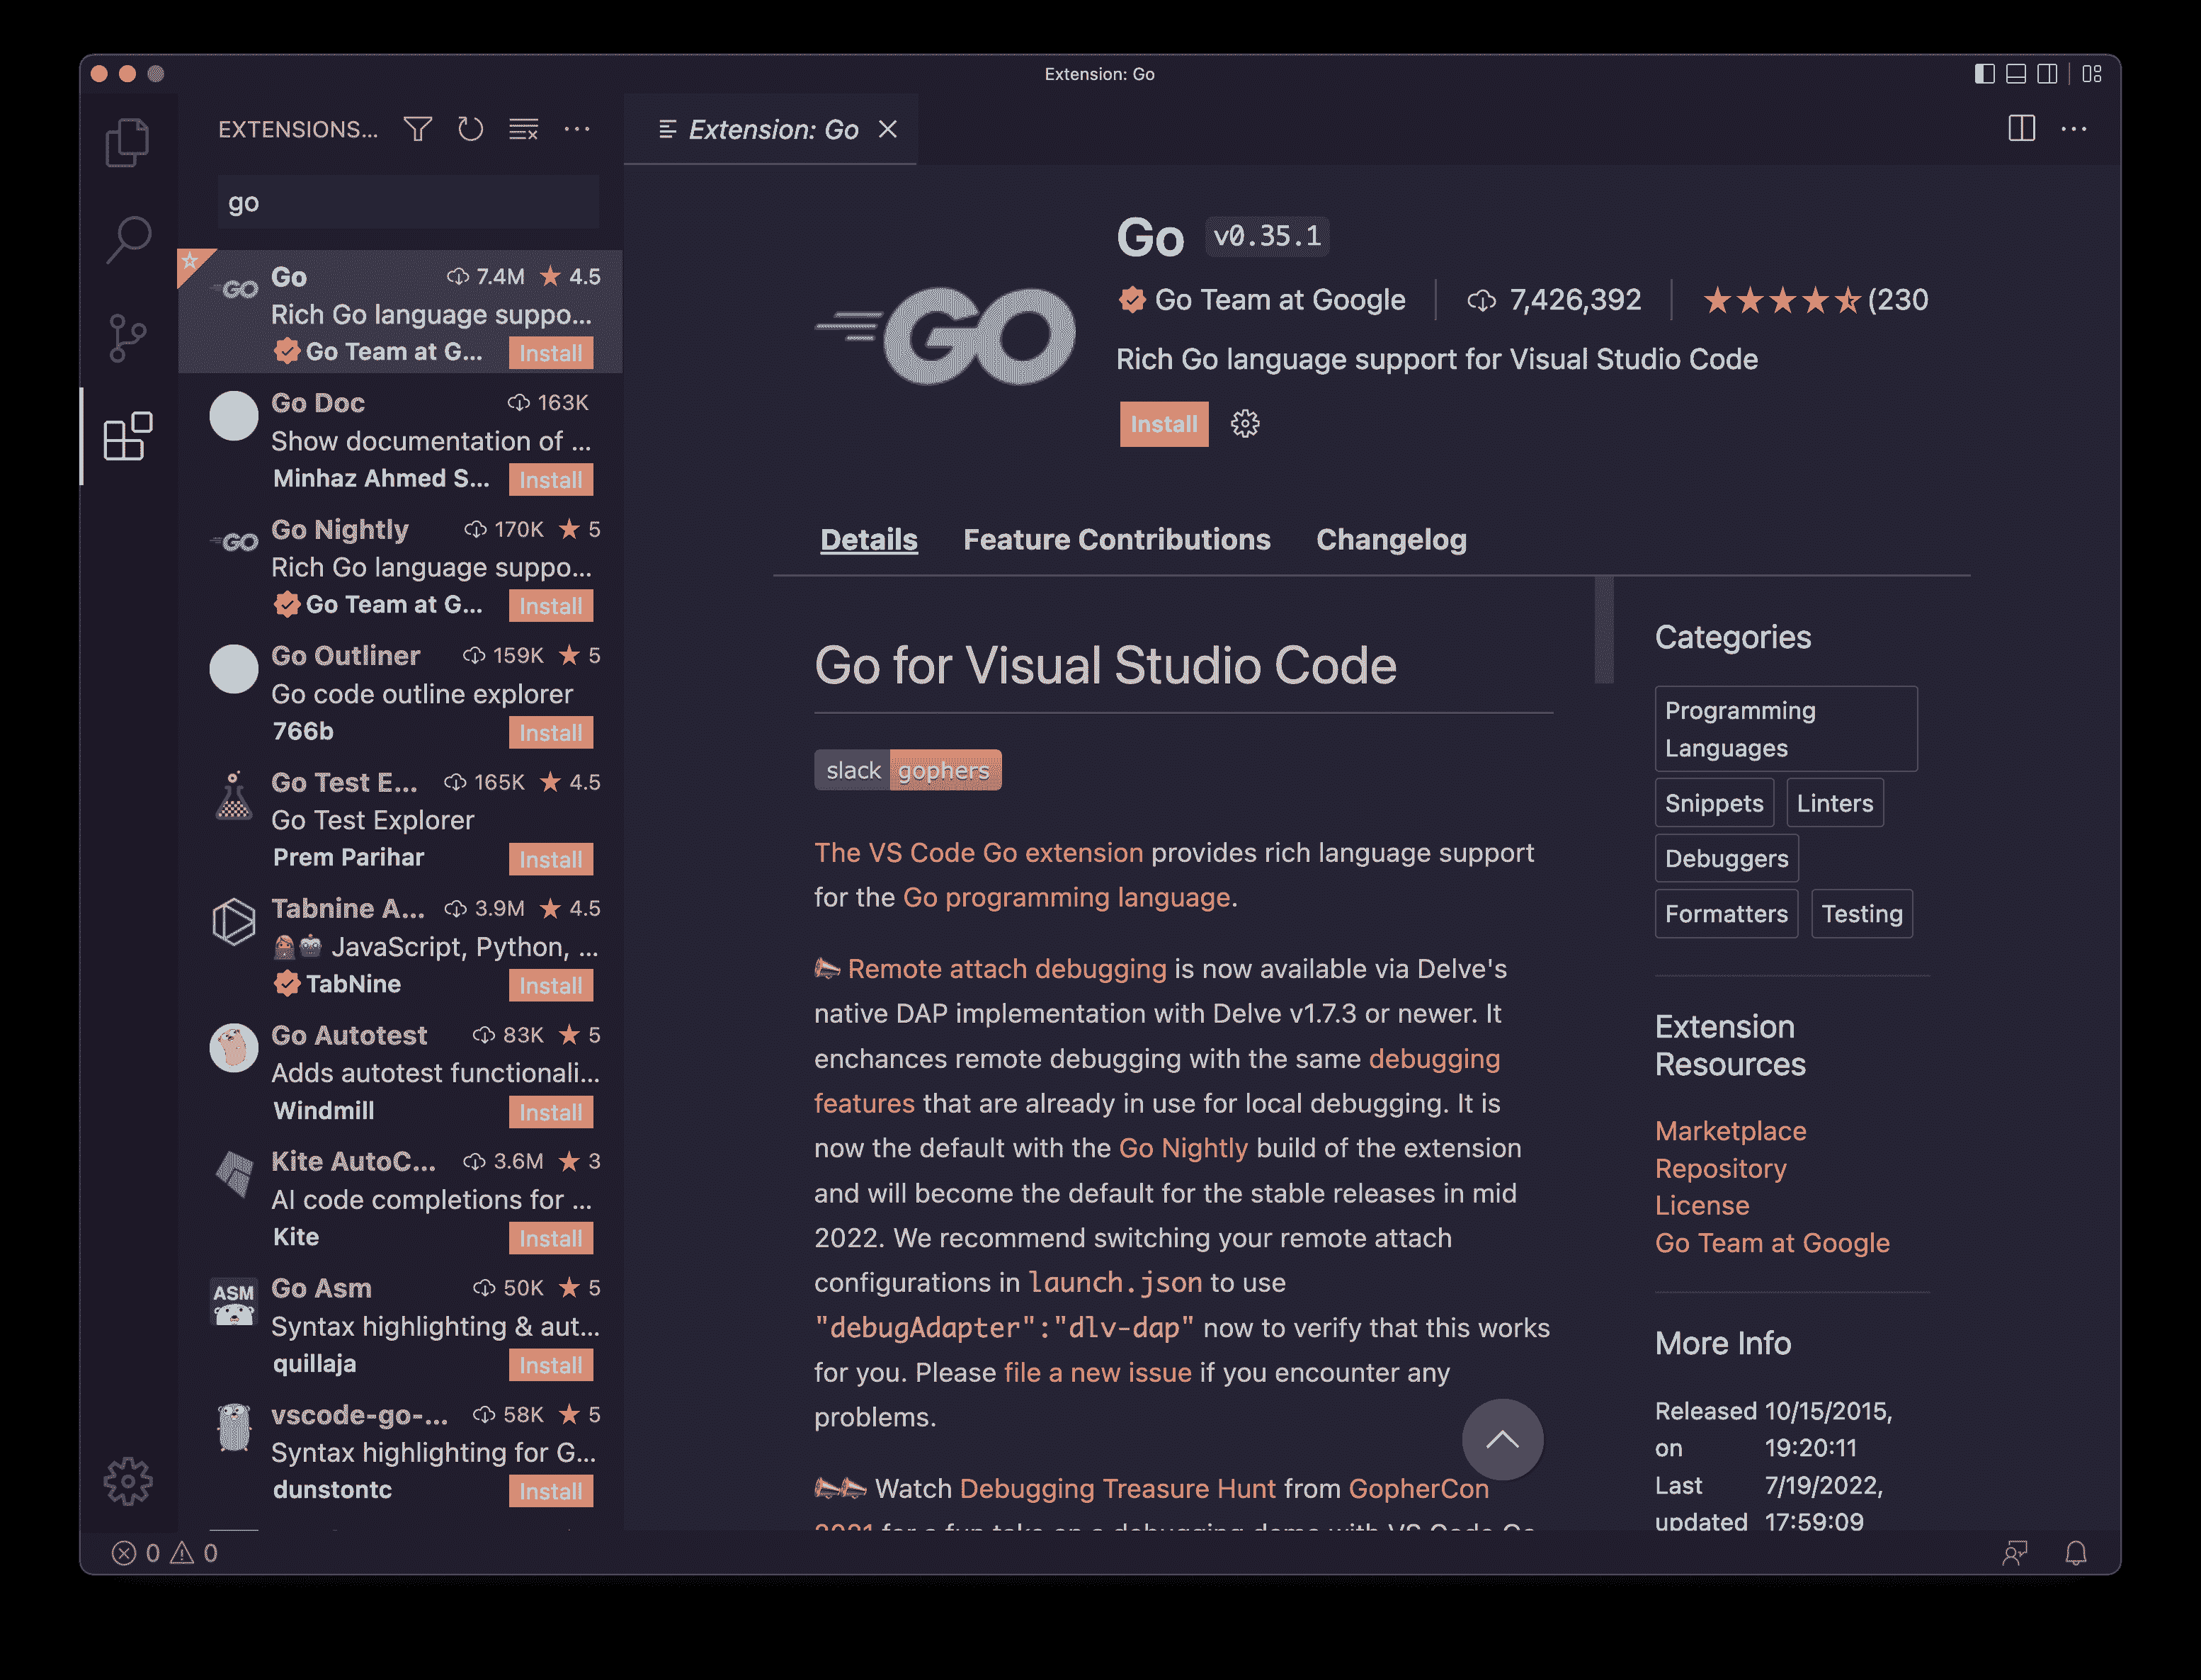 Extension: Go
EXTENSIONS...
Extension: Go
go
Go 7.4M 4.5
Rich Go language suppo...
Go Team at G... Install
Go Doc 163K
Show documentation of ...
Minhaz Ahmed S... Install
Go Nightly 170K 5
Rich Go language suppo...
Go Team at G... Install
Go Outliner 159K 5
Go code outline explorer
766b Install
Go Test E... 165K 4.5
Go Test Explorer
Prem Parihar Install
Tabnine A... 3.9M 4.5
JavaScript, Python, ...
TabNine Install
Go Autotest 83K 5
Adds autotest functionali...
Windmill Install
Kite AutoC... 3.6M 3
AI code completions for ...
Kite Install
ASM
Go Asm 50K 5
Syntax highlighting & aut...
quillaja Install
vscode-go-... 58K 5
Syntax highlighting for G...
dunstontc Install
GO
Go v0.35.1
Go Team at Google 7,426,392 (230
Rich Go language support for Visual Studio Code
Install
Details Feature Contributions Changelog
Go for Visual Studio Code
slack gophers
The VS Code Go extension provides rich language support
for the Go programming language.
Remote attach debugging is now available via Delve's
native DAP implementation with Delve v1.7.3 or newer. It
enchances remote debugging with the same debugging
features that are already in use for local debugging. It is
now the default with the Go Nightly build of the extension
and will become the default for the stable releases in mid
2022. We recommend switching your remote attach
configurations in launch.json to use
"debugAdapter":"dlv-dap" now to verify that this works
for you. Please file a new issue if you encounter any
problems.
Watch Debugging Treasure Hunt from GopherCon
2021 for a fun take on a debugging demo with VS Code Go
Categories
Programming
Languages
Snippets Linters
Debuggers
Formatters Testing
Extension
Resources
Marketplace
Repository
License
Go Team at Google
More Info
Released 10/15/2015,
on 19:20:11
Last 7/19/2022,
updated 17:59:09
0 0